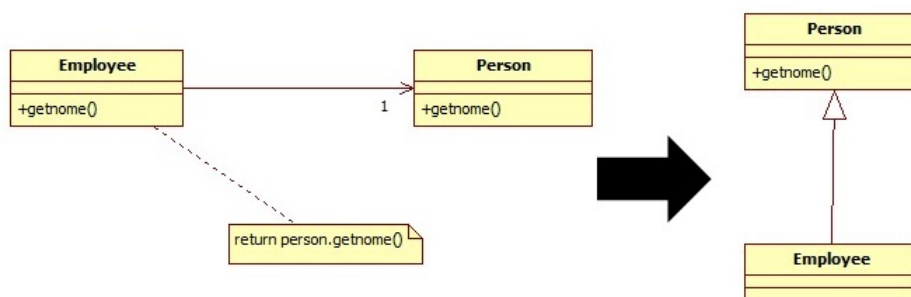 Employee
+getnome()
1
Person
+getnome()
return person.getnome()
Person
+getnome()
Employee